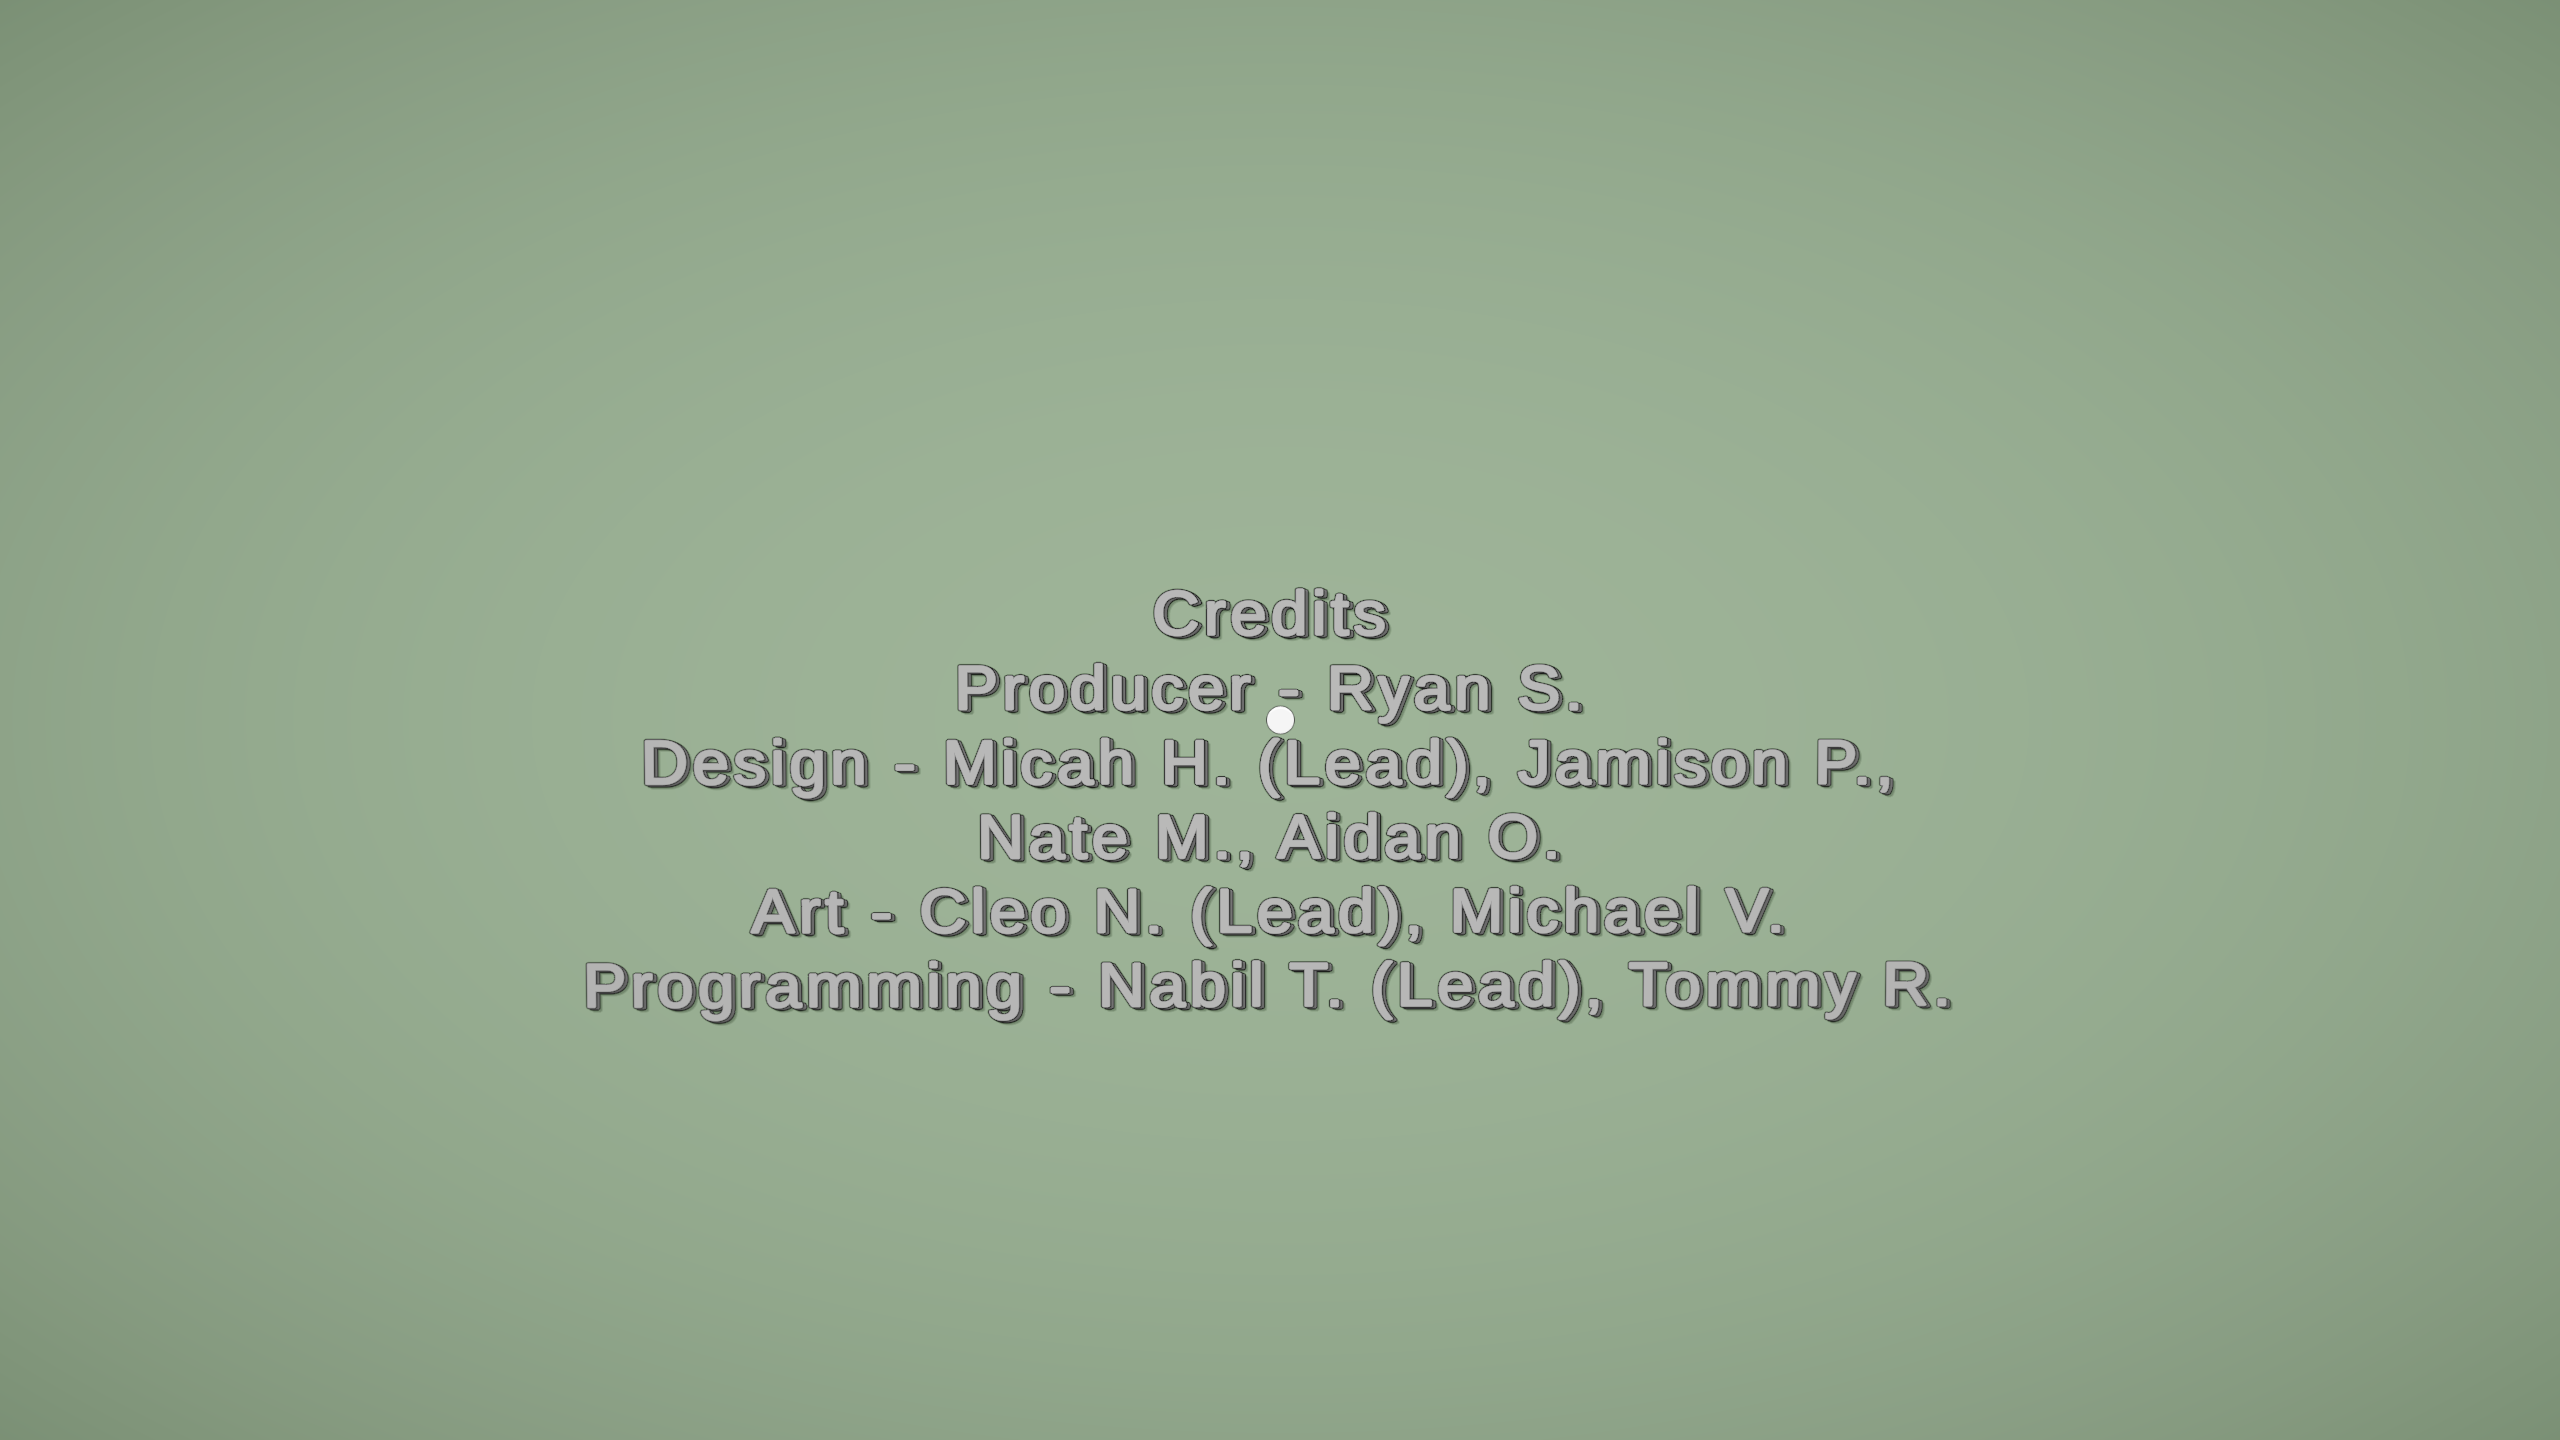 Credits
Producer - Ryan S.
Design - Micah H. (Lead), Jamison P.,
Nate M., Aidan O.
Art - Cleo N. (Lead), Michael V.
Programming - Nabil T. (Lead), Tommy R.